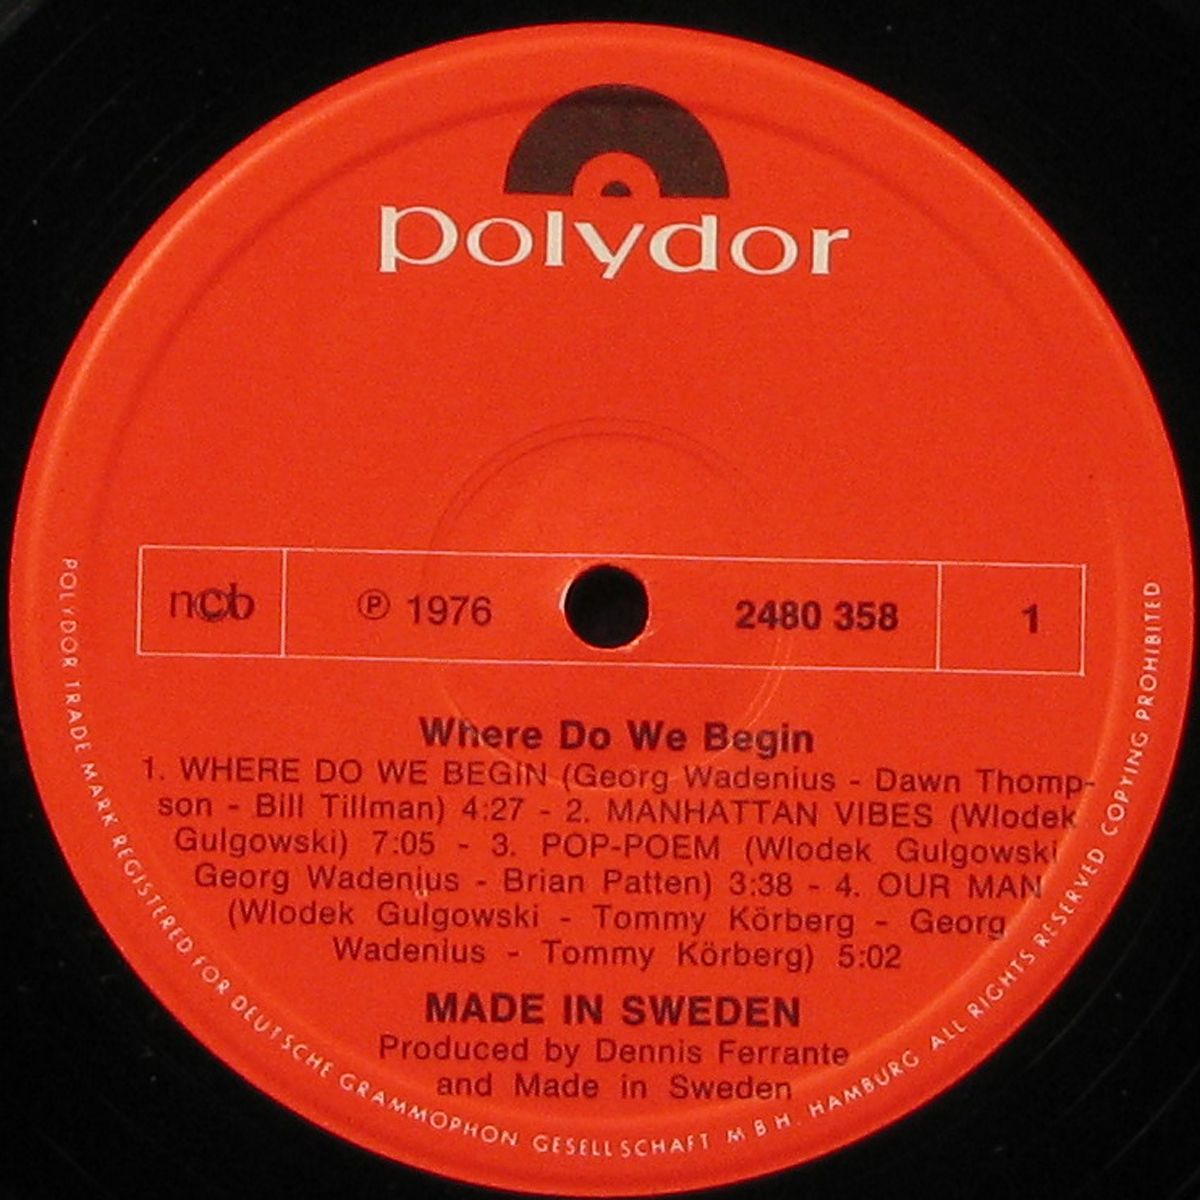 polydor
ncb
℗ 1976
2480 358
1
Where Do We Begin
1. WHERE DO WE BEGIN (Georg Wadenius - Dawn Thomp-
son - Bill Tillman) 4:27 - 2. MANHATTAN VIBES (Wlodek
Gulgowski) 7:05 - 3. POP-POEM (Wlodek Gulgowski
Georg Wadenius - Brian Patten) 3:38 - 4. OUR MAN
(Wlodek Gulgowski - Tommy Körberg - Georg
Wadenius - Tommy Körberg) 5:02
MADE IN SWEDEN
Produced by Dennis Ferrante
and Made in Sweden
POLYDOR TRADE MARK REGISTERED FOR DEUTSCHE GRAMMOPHON GESELLSCHAFT M B H. HAMBURG ALL RIGHTS RESERVED COPYING PROHIBITED